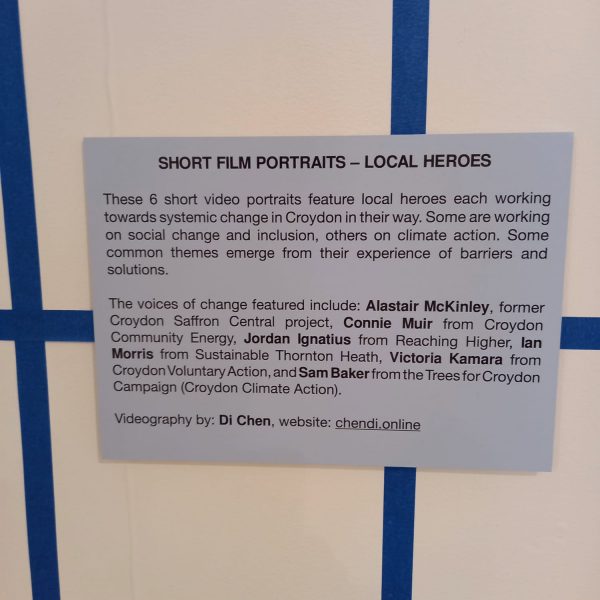 SHORT FILM PORTRAITS – LOCAL HEROES
These 6 short video portraits feature local heroes each working
towards systemic change in Croydon in their way. Some are working
on social change and inclusion, others on climate action. Some
common themes emerge from their experience of barriers and
solutions.
The voices of change featured include: Alastair McKinley, former
Croydon Saffron Central project, Connie Muir from Croydon
Community Energy, Jordan Ignatius from Reaching Higher, Ian
Morris from Sustainable Thornton Heath, Victoria Kamara from
Croydon Voluntary Action, and Sam Baker from the Trees for Croydon
Campaign (Croydon Climate Action).
Videography by: Di Chen, website: chendi.online